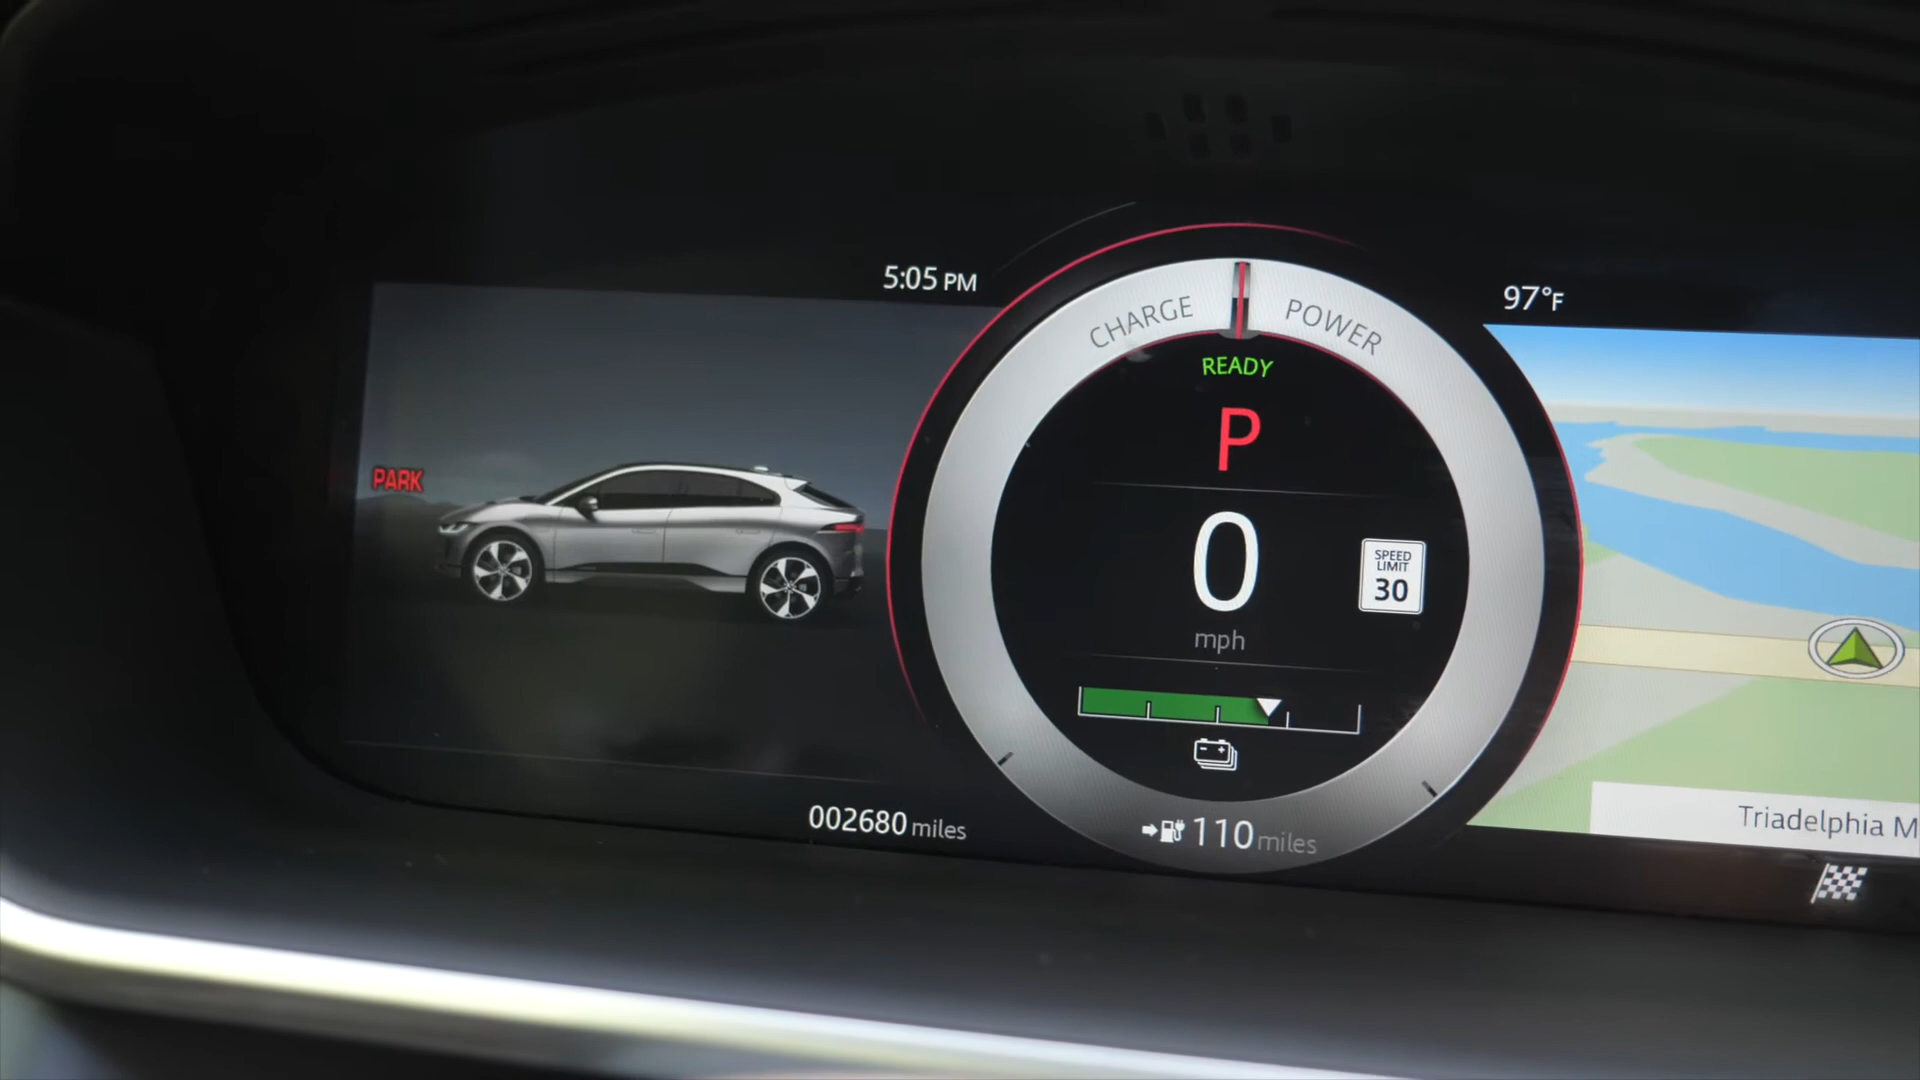 5:05 PM
97°F
CHARGE
POWER
READY
P
PARK
0
mph
SPEED
LIMIT
30
002680 miles
110 miles
Triadelphia M